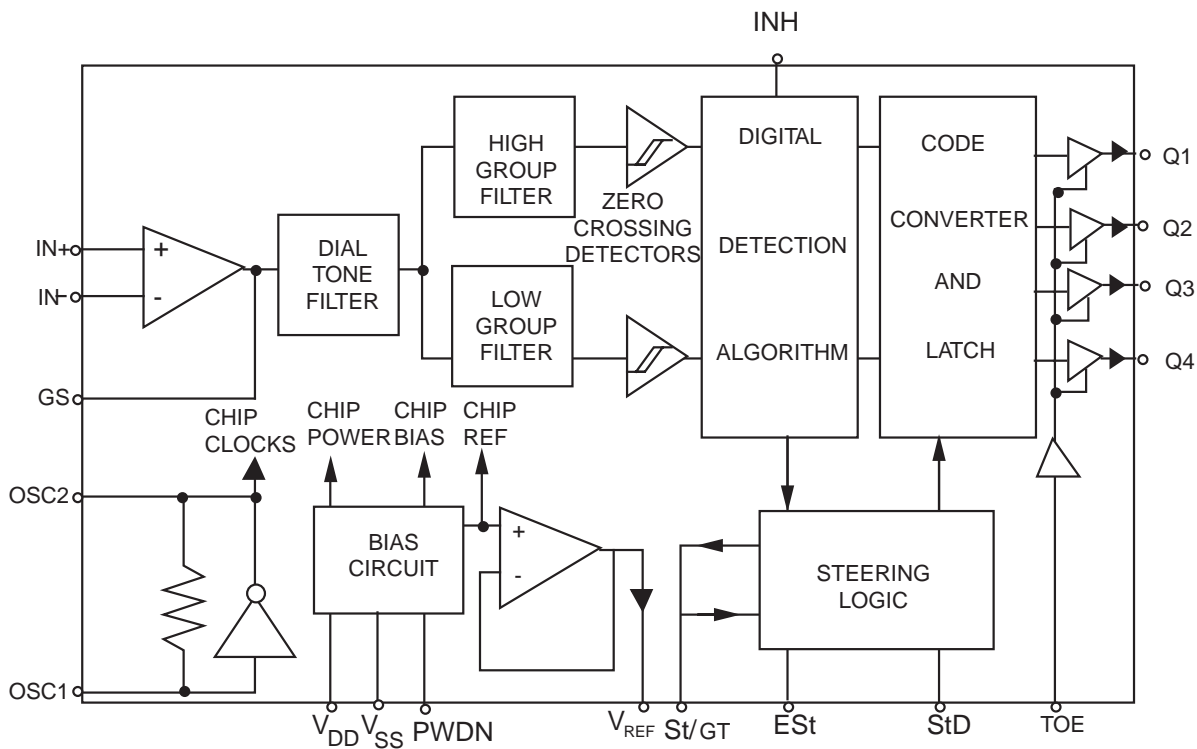 INH
HIGH
GROUP
FILTER
DIGITAL
DETECTION
ALGORITHM
CODE
CONVERTER
AND
LATCH
Q1
Q2
Q3
Q4
ZERO
CROSSING
DETECTORS
IN+
IN-
+
-
DIAL
TONE
FILTER
LOW
GROUP
FILTER
GS
CHIP
CLOCKS
CHIP
POWER
CHIP
BIAS
CHIP
REF
OSC2
BIAS
CIRCUIT
+
-
STEERING
LOGIC
OSC1
VDD
VSS
PWDN
VREF
St/GT
ESt
StD
TOE